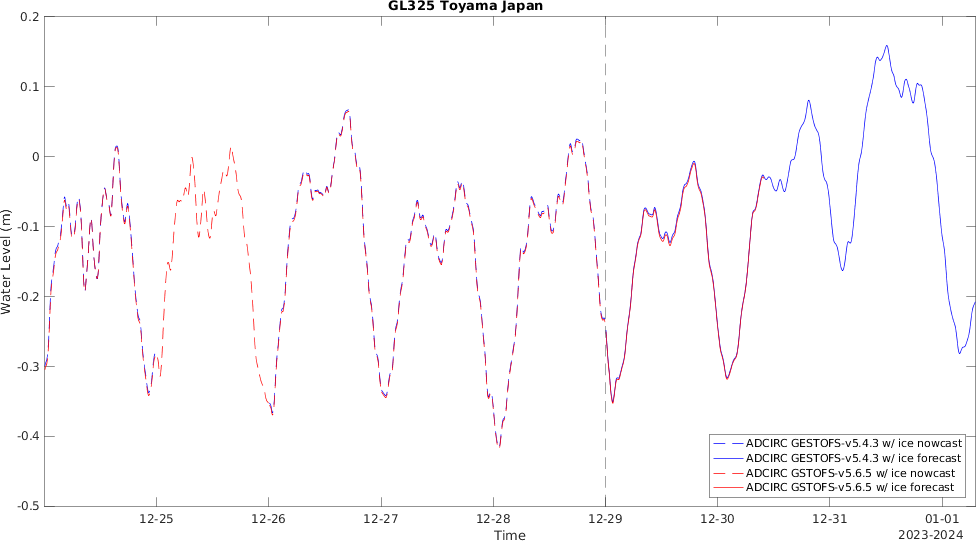 GL325 Toyama Japan
0.2
0.1
0
-0.1
-0.2
-0.3
-0.4
-0.5
Water Level (m)
ADCIRC GESTOFS-v5.4.3 w/ ice nowcast
ADCIRC GESTOFS-v5.4.3 w/ ice forecast
ADCIRC GSTOFS-v5.6.5 w/ ice nowcast
ADCIRC GSTOFS-v5.6.5 w/ ice forecast
12-25 12-26 12-27 12-28 12-29 12-30 12-31 01-01
Time
2023-2024